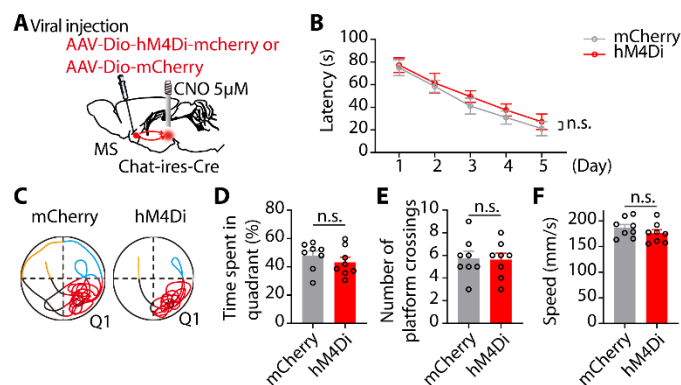 A Viral injection
AAV-Dio-hM4Di-mcherry or
AAV-Dio-mCherry
CNO 5µM
MS
Chat-ires-Cre
B
mCherry
hM4Di
Latency (s)
100
80
60
40
20
0
n.s.
1 2 3 4 5 (Day)
C
mCherry hM4Di
Q1 Q1
D
n.s.
Time spent in
quadrant (%)
80
60
40
20
0
mCherry
hM4Di
E
n.s.
Number of
platform crossings
10
8
6
4
2
0
mCherry
hM4Di
F
n.s.
Speed (mm/s)
200
150
100
50
0
mCherry
hM4Di